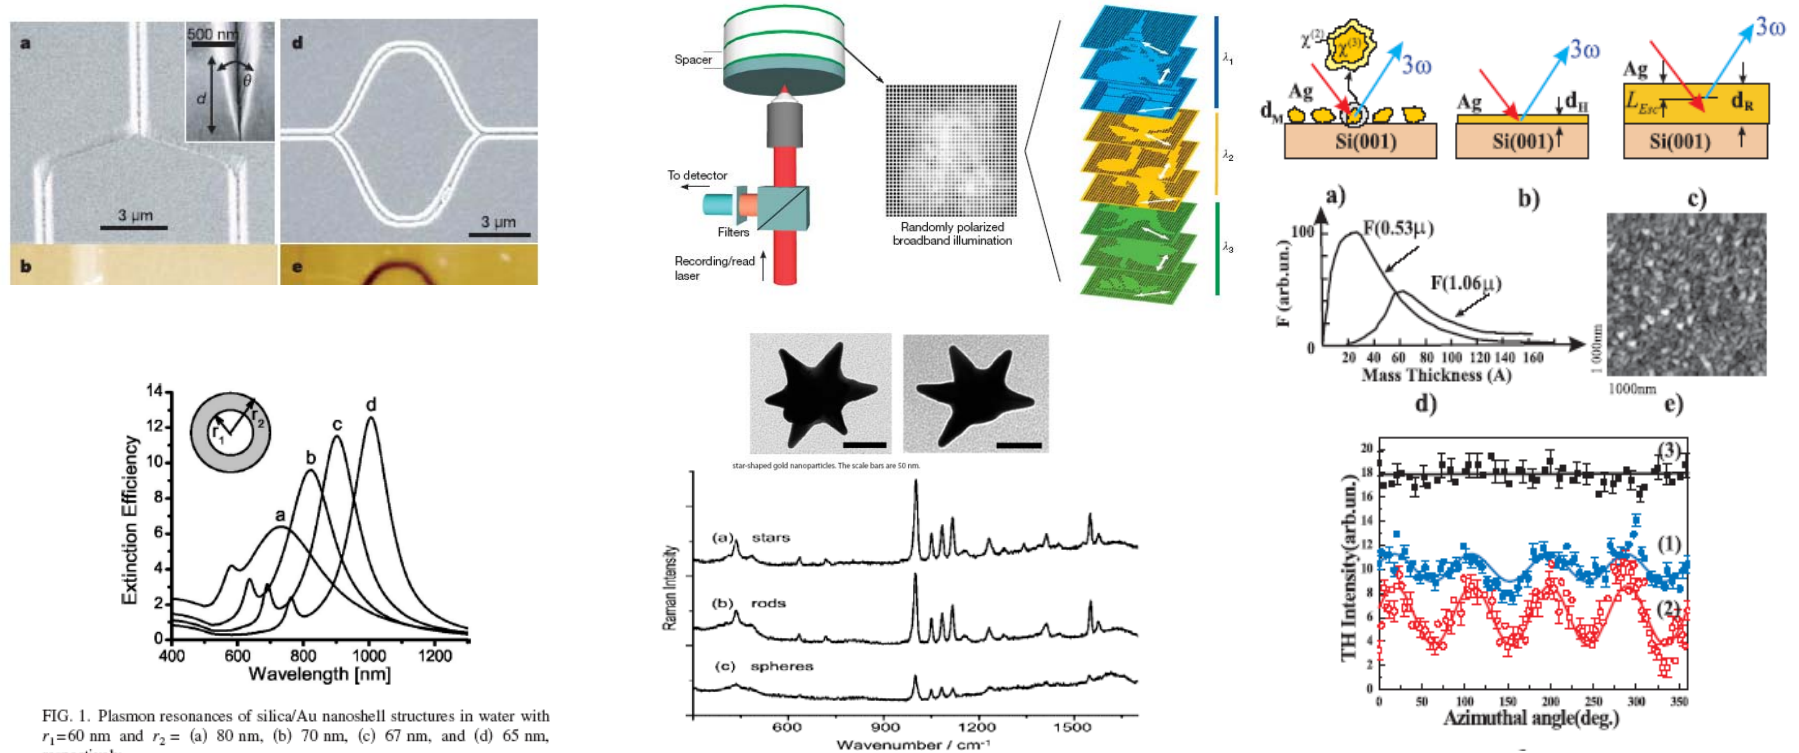 a
500 nm
θ
d
3 µm
b
d
3 µm
e
Spacer
To detector
Filters
Recording/read
laser
Randomly polarized
broadband illumination
λ1
λ2
λ3
χ(2)
χ(3)
3ω
Ag
dM
Si(001)
a)
3ω
Ag
dH
Si(001)
b)
3ω
Ag
LEsc
dR
Si(001)
c)
F (arb.un.)
100
0
F(0.53µ)
F(1.06µ)
20 40 60 80 100 120 140 160
Mass Thickness (A)
d)
1000nm
1000nm
e)
Extinction Efficiency
14
12
10
8
6
4
2
0
r1
r2
a
b
c
d
400 600 800 1000 1200
Wavelength [nm]
FIG. 1. Plasmon resonances of silica/Au nanoshell structures in water with
r1=60 nm and r2= (a) 80 nm, (b) 70 nm, (c) 67 nm, and (d) 65 nm,
star-shaped gold nanoparticles. The scale bars are 50 nm.
Raman Intensity
(a) stars
(b) rods
(c) spheres
600 900 1200 1500
Wavenumber / cm-1
TH Intensity(arb.un.)
20
18
16
14
12
10
8
6
4
2
0
(3)
(1)
(2)
0 50 100 150 200 250 300 350
Azimuthal angle(deg.)